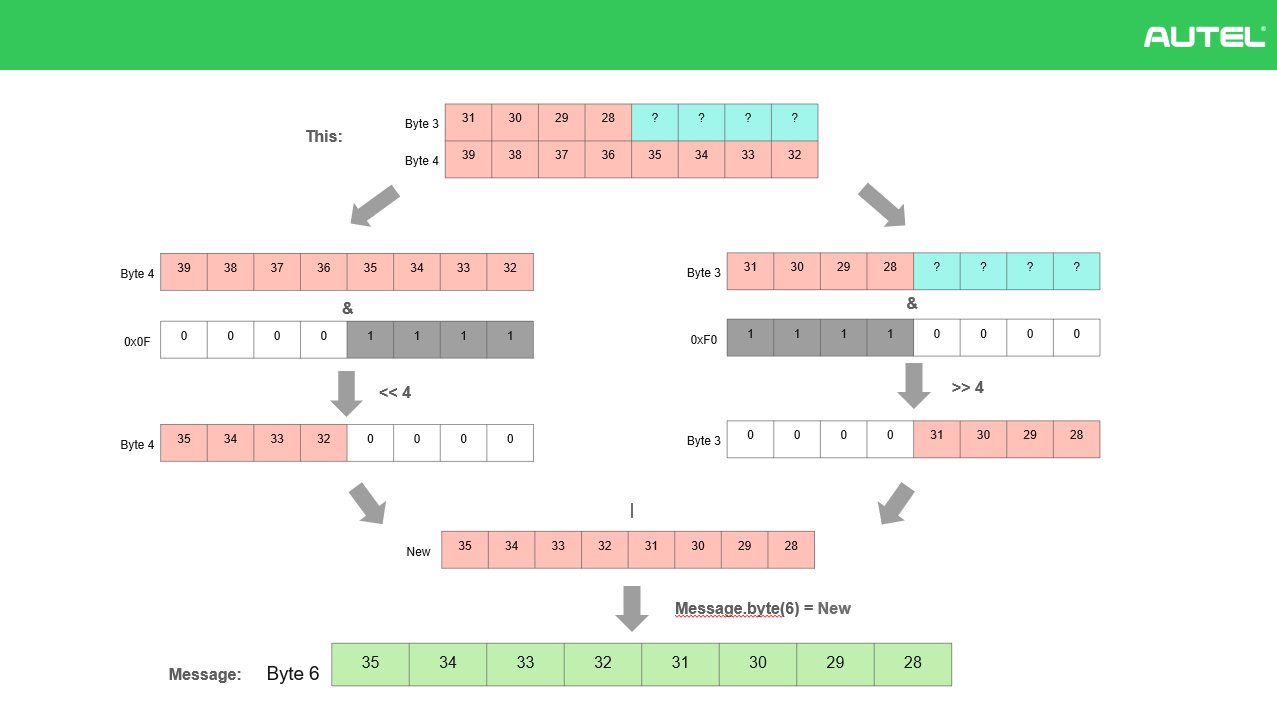 AUTEL®
This:
Byte 3 31 30 29 28 ? ? ? ?
Byte 4 39 38 37 36 35 34 33 32
Byte 4 39 38 37 36 35 34 33 32
&
0x0F 0 0 0 0 1 1 1 1
<< 4
Byte 4 35 34 33 32 0 0 0 0
Byte 3 31 30 29 28 ? ? ? ?
&
0xF0 1 1 1 1 0 0 0 0
>> 4
Byte 3 0 0 0 0 31 30 29 28
|
New 35 34 33 32 31 30 29 28
Message.byte(6) = New
Message: Byte 6 35 34 33 32 31 30 29 28